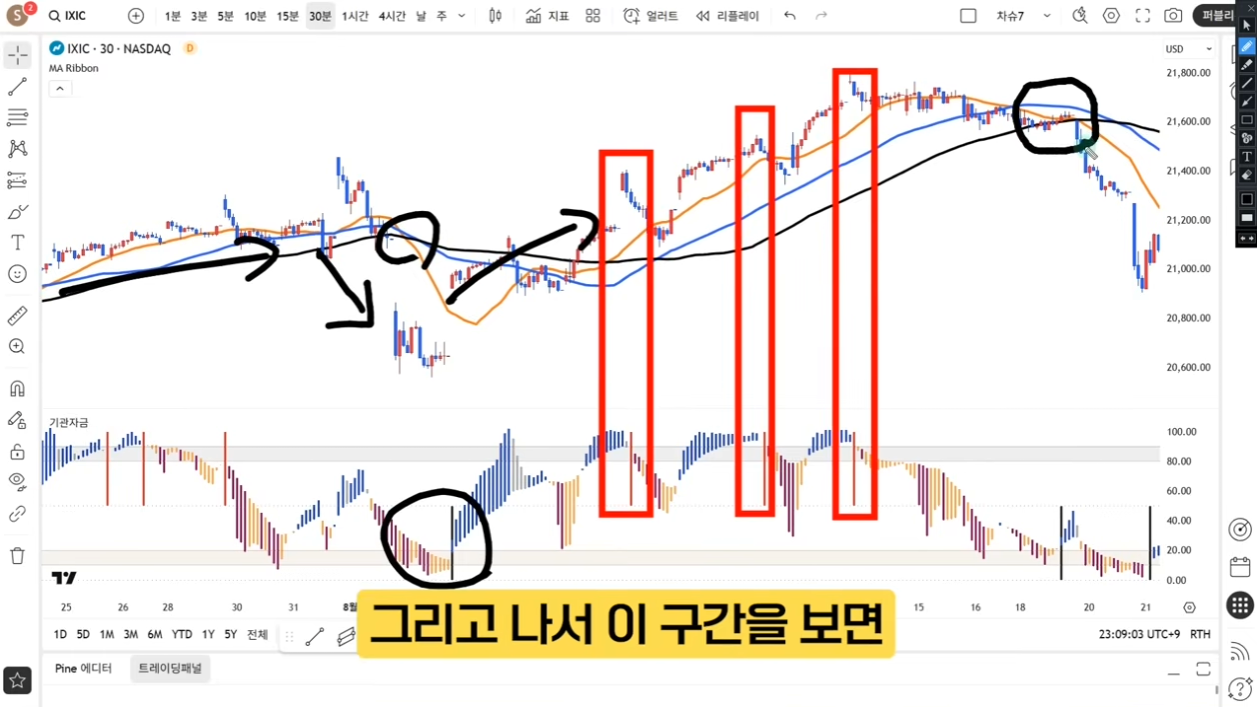 S 2 IXIC 1분 3분 5분 10분 15분 30분 1시간 4시간 날 주 지표 얼러트 리플레이 차슈7 퍼블리
IXIC · 30 · NASDAQ D
MA Ribbon
USD
21,800.00
21,600.00
21,400.00
21,200.00
21,000.00
20,800.00
20,600.00
기관자금
100.00
80.00
60.00
40.00
20.00
0.00
25 26 28 30 31 8월 15 16 18 20 21
1D 5D 1M 3M 6M YTD 1Y 5Y 전체
23:09:03 UTC+9 RTH
그리고 나서 이 구간을 보면
Pine 에디터 트레이딩패널